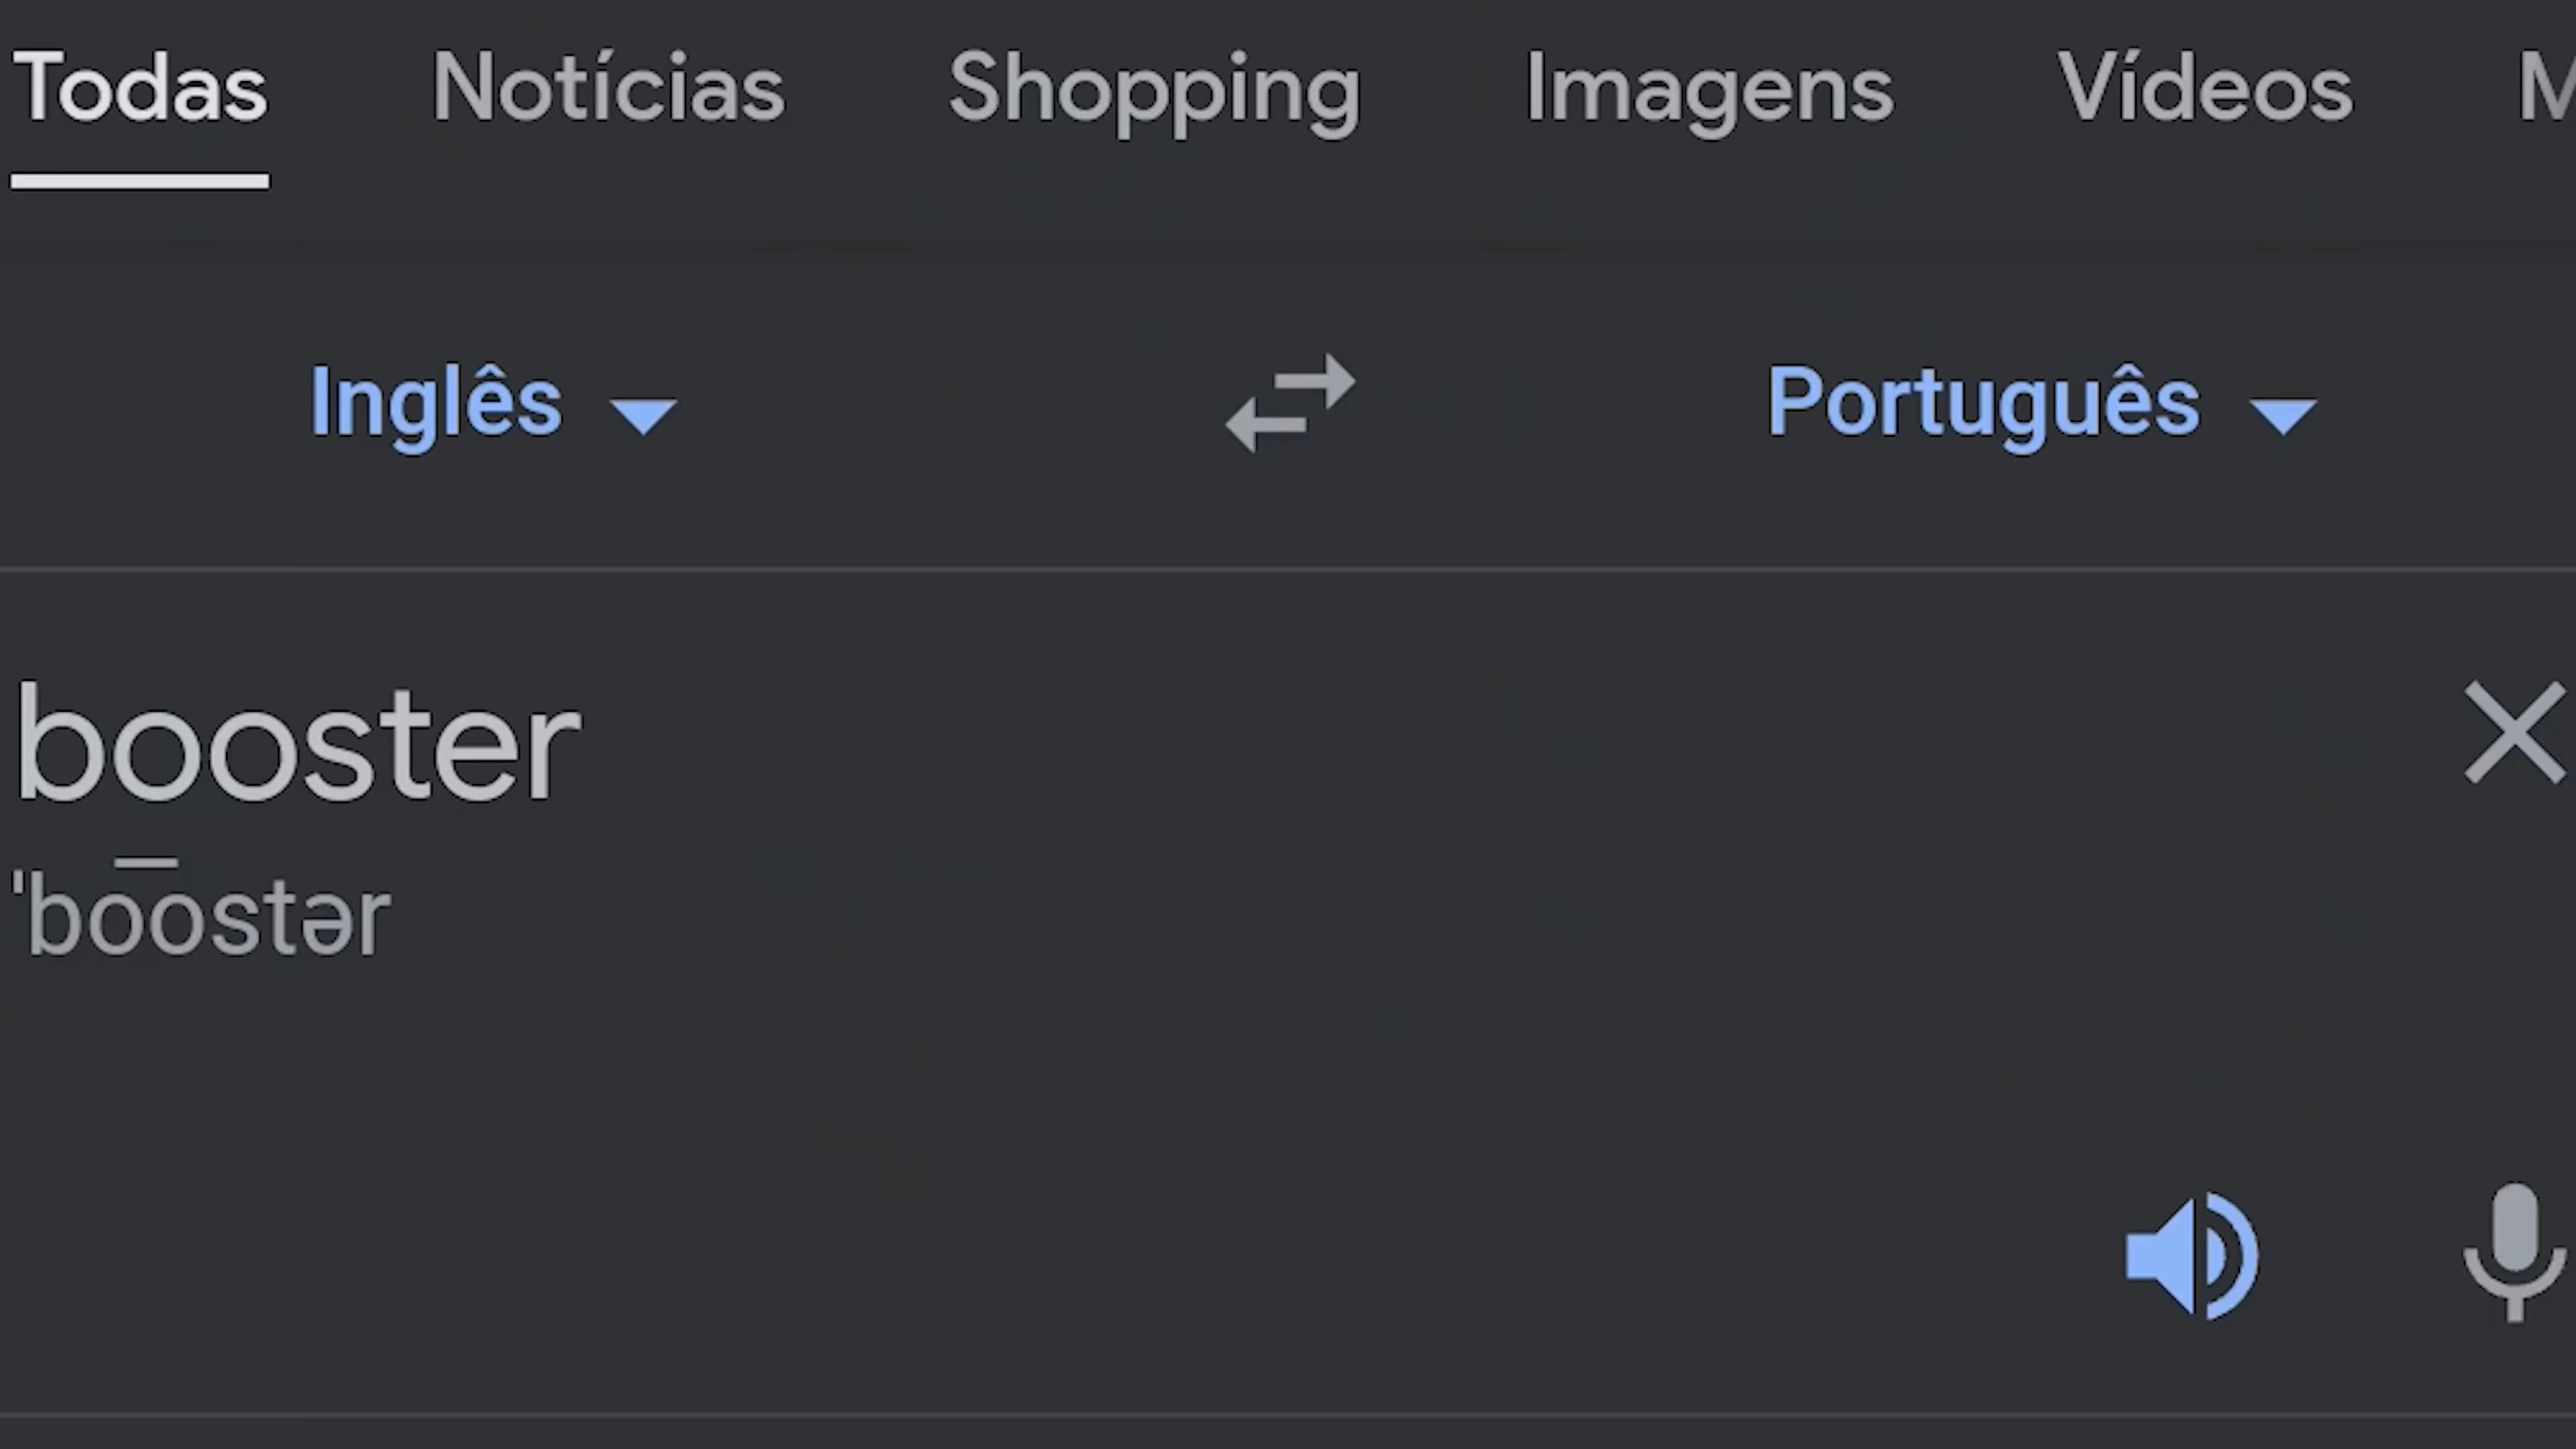 Todas Notícias Shopping Imagens Vídeos
Inglês Português
booster
ˈbo͞ostər